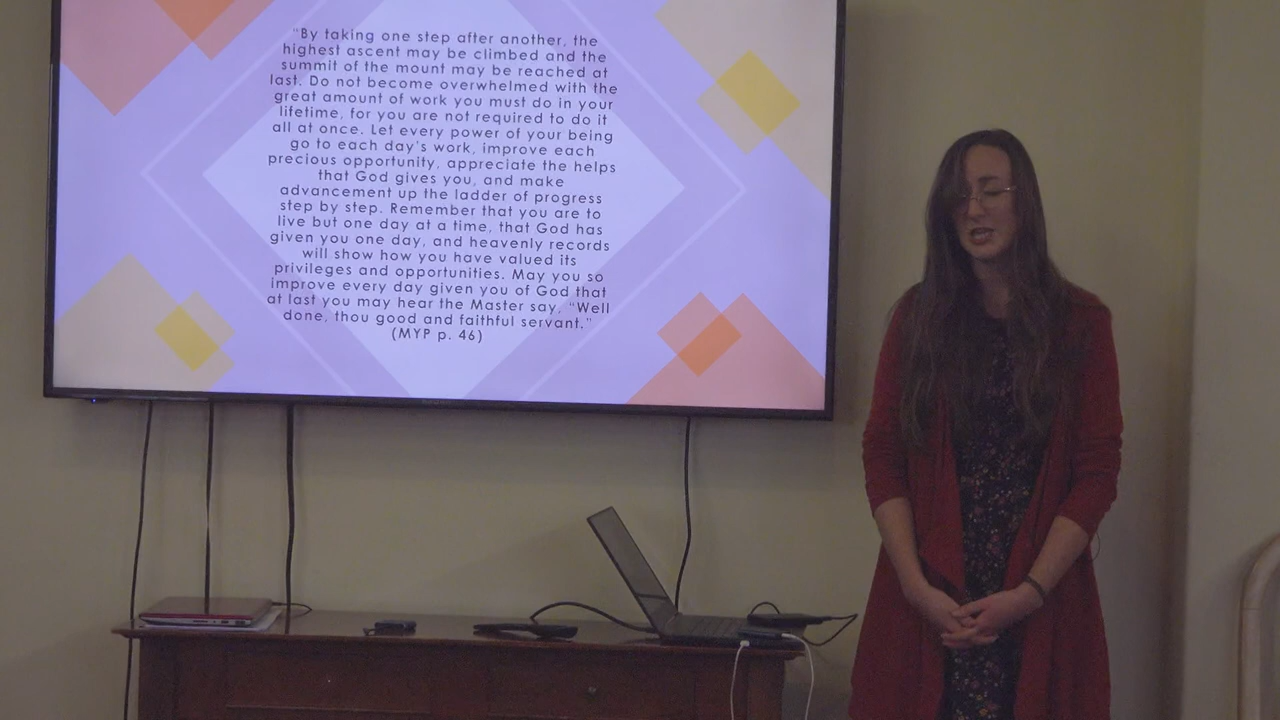 "By taking one step after another, the
highest ascent may be climbed and the
summit of the mount may be reached at
last. Do not become overwhelmed with the
great amount of work you must do in your
lifetime, for you are not required to do it
all at once. Let every power of your being
go to each day's work, improve each
precious opportunity, appreciate the helps
that God gives you, and make
advancement up the ladder of progress
step by step. Remember that you are to
live but one day at a time, that God has
given you one day, and heavenly records
will show how you have valued its
privileges and opportunities. May you so
improve every day given you of God that
at last you may hear the Master say, "Well
done, thou good and faithful servant."
(MYP p. 46)